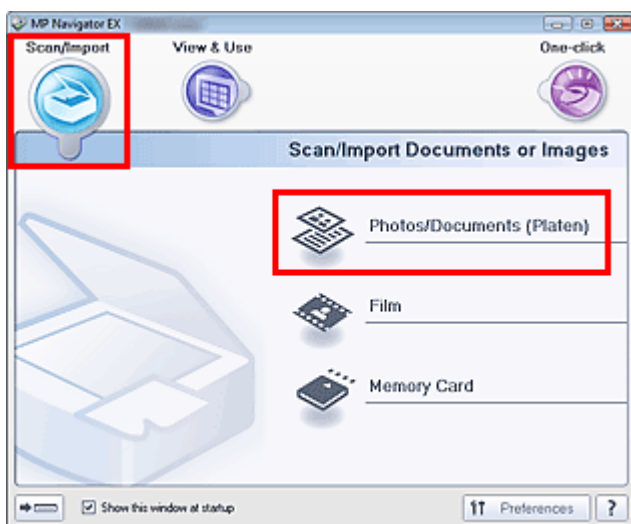 MP Navigator EX
Scan/Import View & Use One-click
Scan/Import Documents or Images
Photos/Documents (Platen)
Film
Memory Card
Show this window at startup Preferences ?